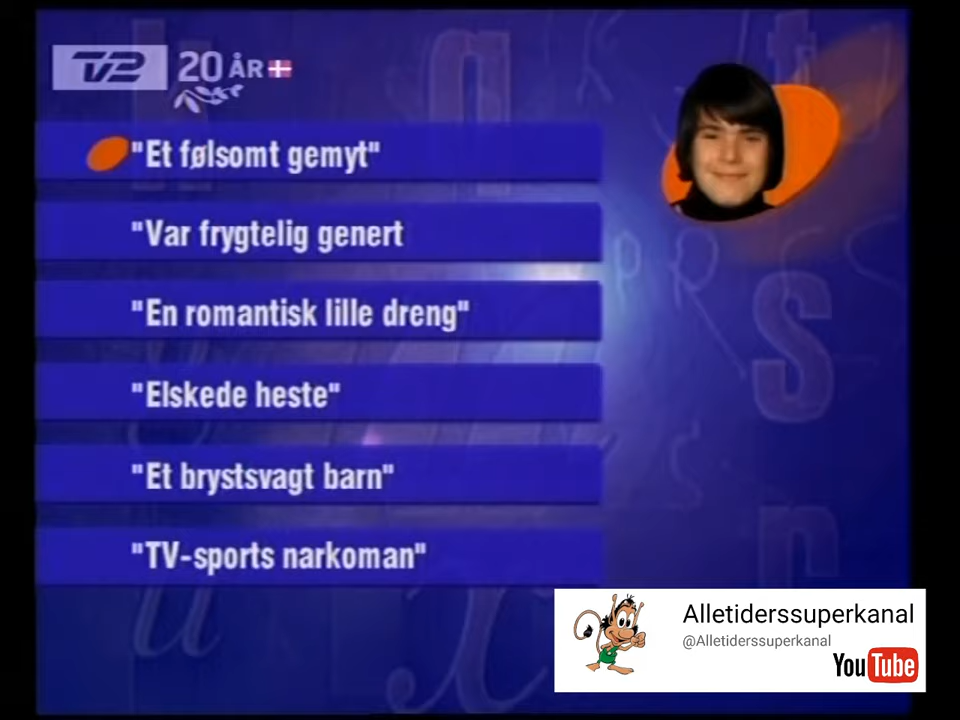 TV2 20 ÅR
"Et følsomt gemyt"
"Var frygtelig genert
"En romantisk lille dreng"
"Elskede heste"
"Et brystsvagt barn"
"TV-sports narkoman"
Alletiderssuperkanal
@Alletiderssuperkanal
YouTube